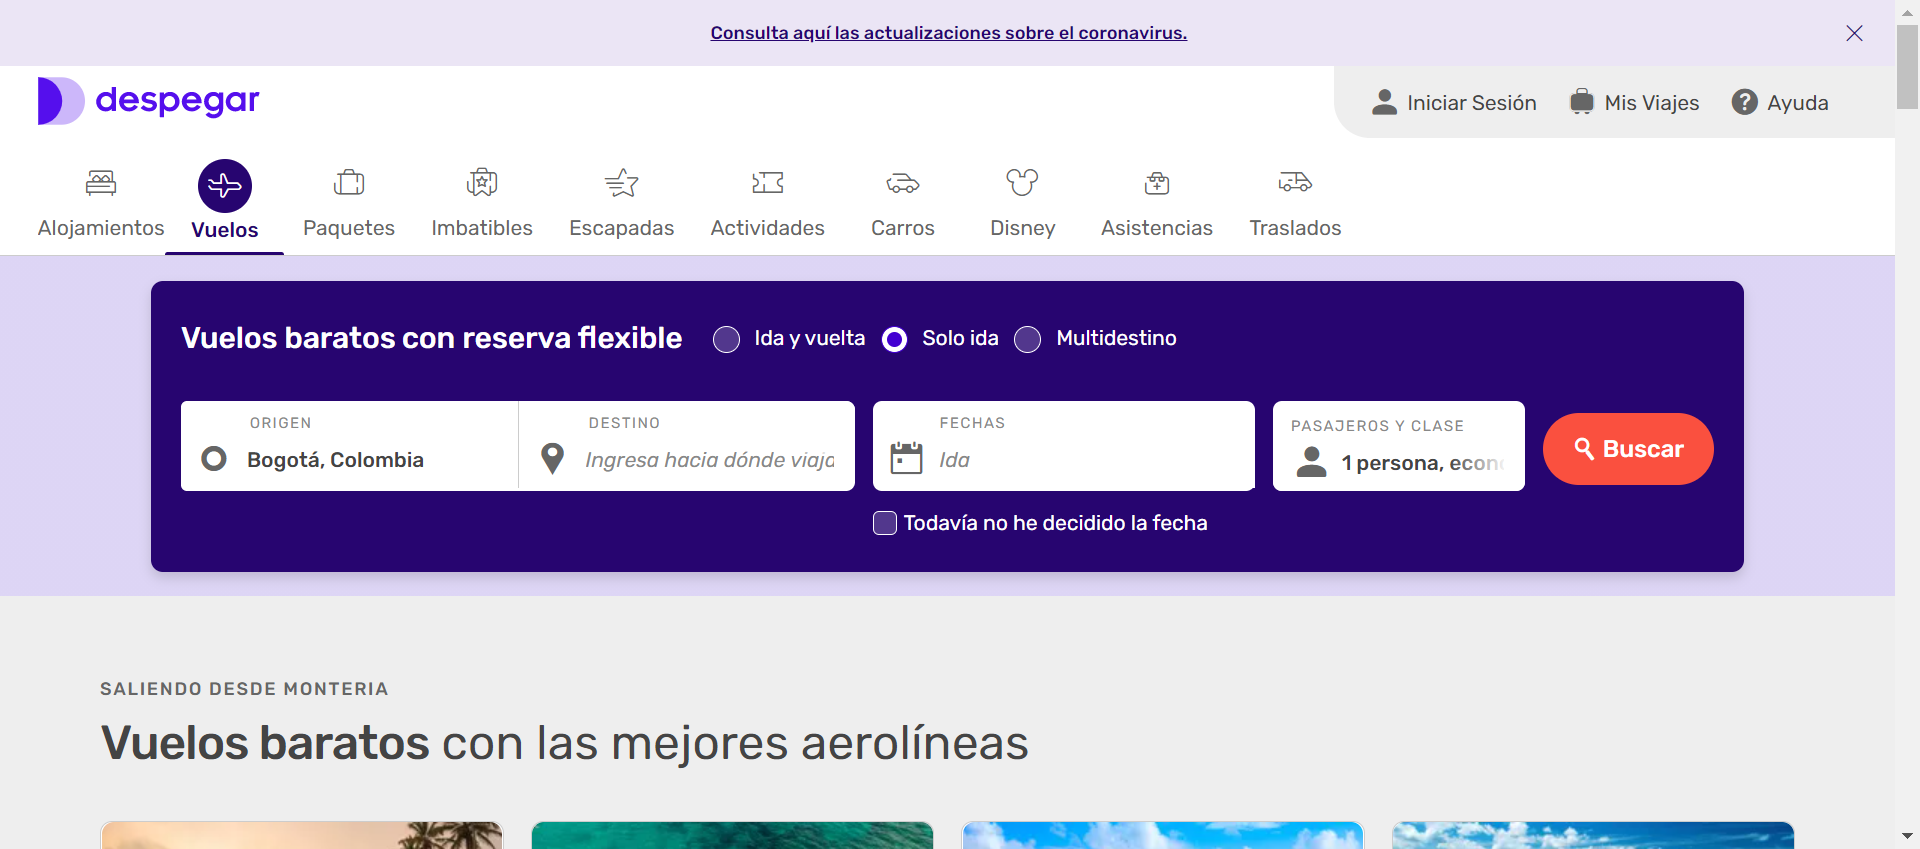 Consulta aquí las actualizaciones sobre el coronavirus.
despegar
Iniciar Sesión
Mis Viajes
Ayuda
Alojamientos
Vuelos
Paquetes
Imbatibles
Escapadas
Actividades
Carros
Disney
Asistencias
Traslados
Vuelos baratos con reserva flexible
Ida y vuelta
Solo ida
Multidestino
ORIGEN
Bogotá, Colombia
DESTINO
Ingresa hacia dónde viaja
FECHAS
Ida
PASAJEROS Y CLASE
1 persona, econo
Buscar
Todavía no he decidido la fecha
SALIENDO DESDE MONTERIA
Vuelos baratos con las mejores aerolíneas